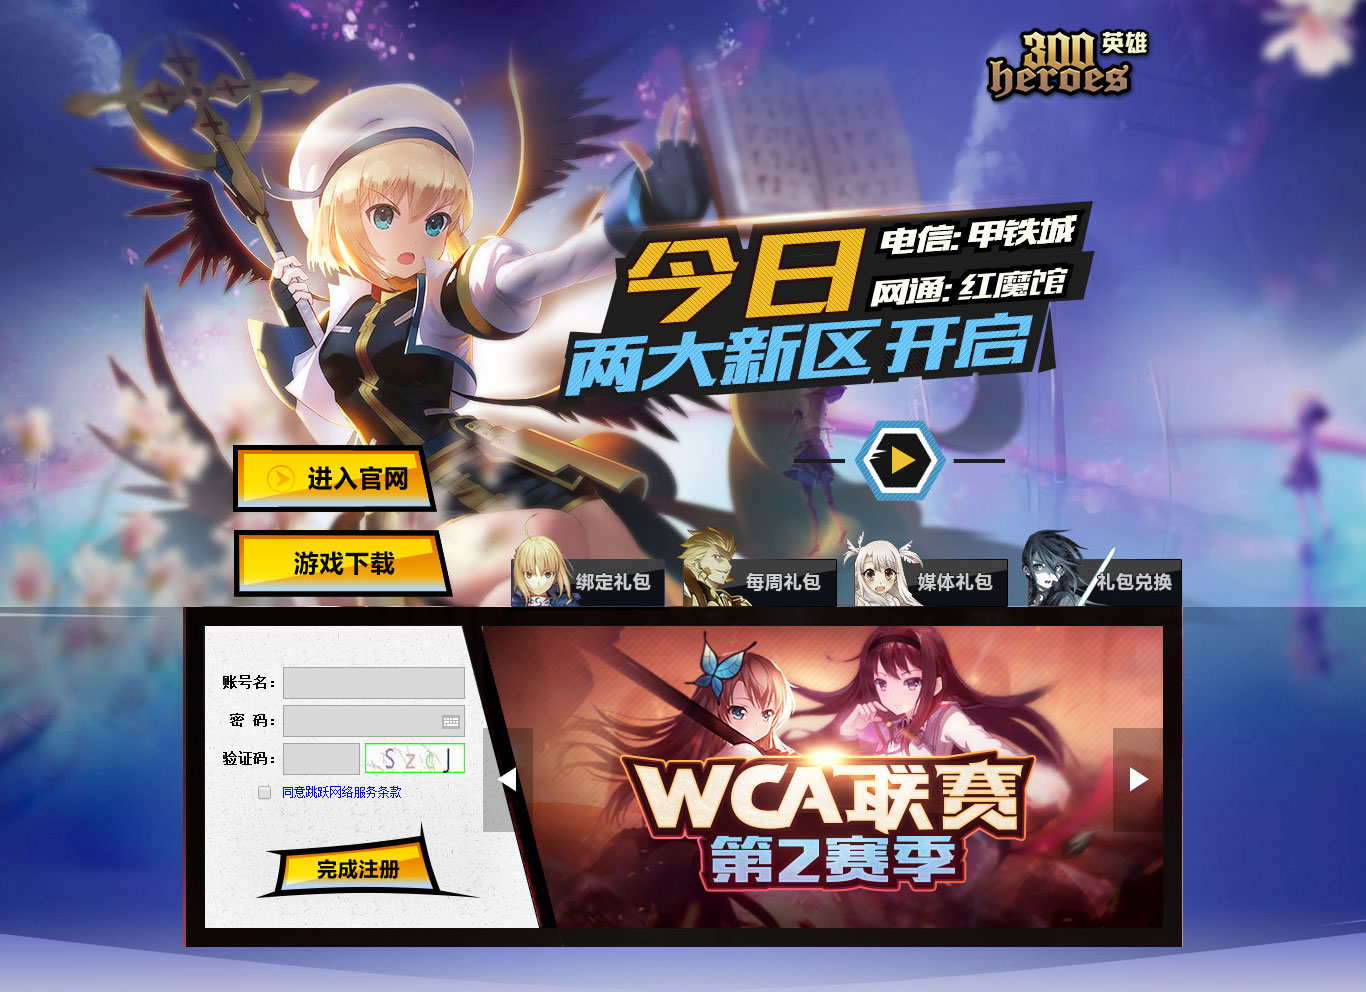 300英雄
heroes
今日
电信: 甲铁城
网通: 红魔馆
两大新区 开启
进入官网
游戏下载
绑定礼包
每周礼包
媒体礼包
礼包兑换
账号名：
密 码：
验证码：
SzcJ
同意跳跃网络服务条款
完成注册
WCA联赛
第2赛季